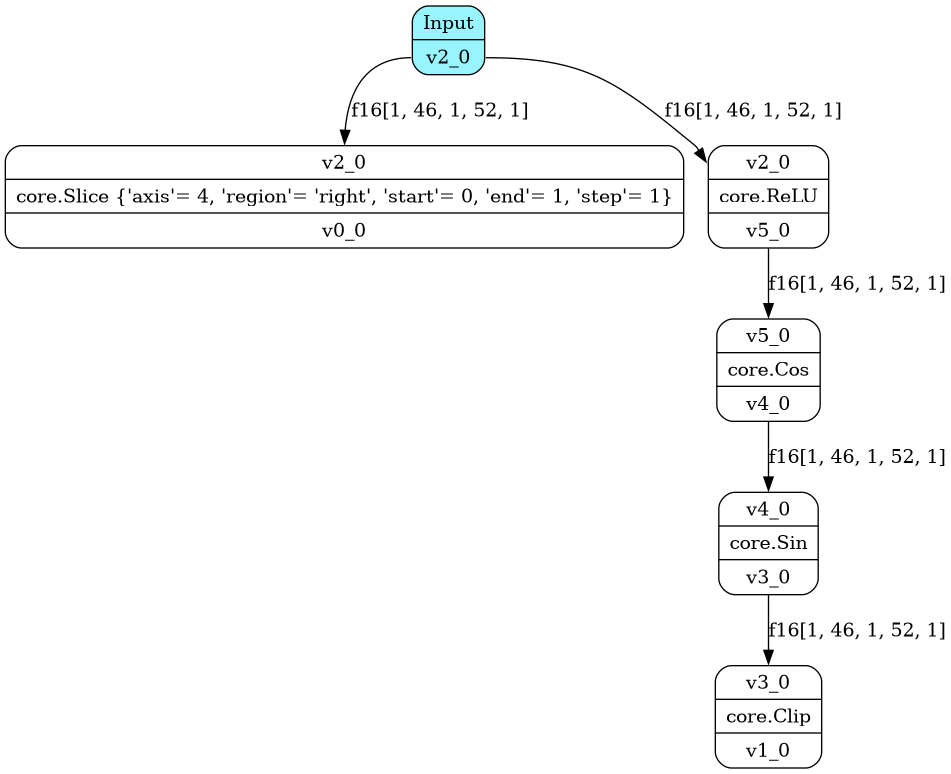 Input
v2_0
f16[1, 46, 1, 52, 1]
f16[1, 46, 1, 52, 1]
v2_0
core.Slice {'axis'= 4, 'region'= 'right', 'start'= 0, 'end'= 1, 'step'= 1}
v0_0
v2_0
core.ReLU
v5_0
f16[1, 46, 1, 52, 1]
v5_0
core.Cos
v4_0
f16[1, 46, 1, 52, 1]
v4_0
core.Sin
v3_0
f16[1, 46, 1, 52, 1]
v3_0
core.Clip
v1_0